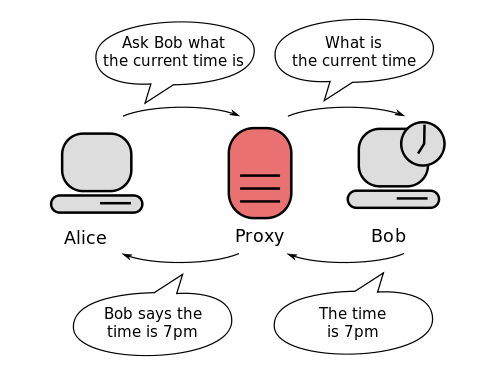 Ask Bob what
the current time is
What is
the current time
Alice
Proxy
Bob
Bob says the
time is 7pm
The time
is 7pm